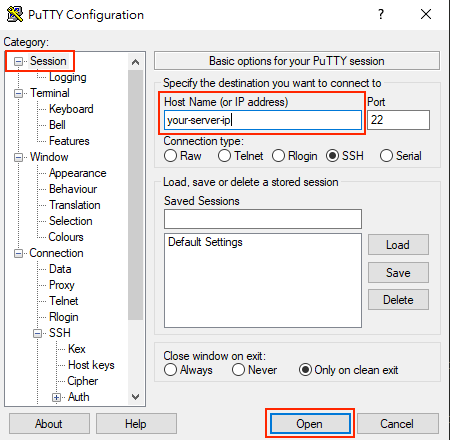 PuTTY Configuration
?
Category:
Session
Logging
Terminal
Keyboard
Bell
Features
Window
Appearance
Behaviour
Translation
Selection
Colours
Connection
Data
Proxy
Telnet
Rlogin
SSH
Kex
Host keys
Cipher
Auth
Basic options for your PuTTY session
Specify the destination you want to connect to
Host Name (or IP address) Port
your-server-ip 22
Connection type:
Raw Telnet Rlogin SSH Serial
Load, save or delete a stored session
Saved Sessions
Default Settings
Load
Save
Delete
Close window on exit:
Always Never Only on clean exit
About Help Open Cancel